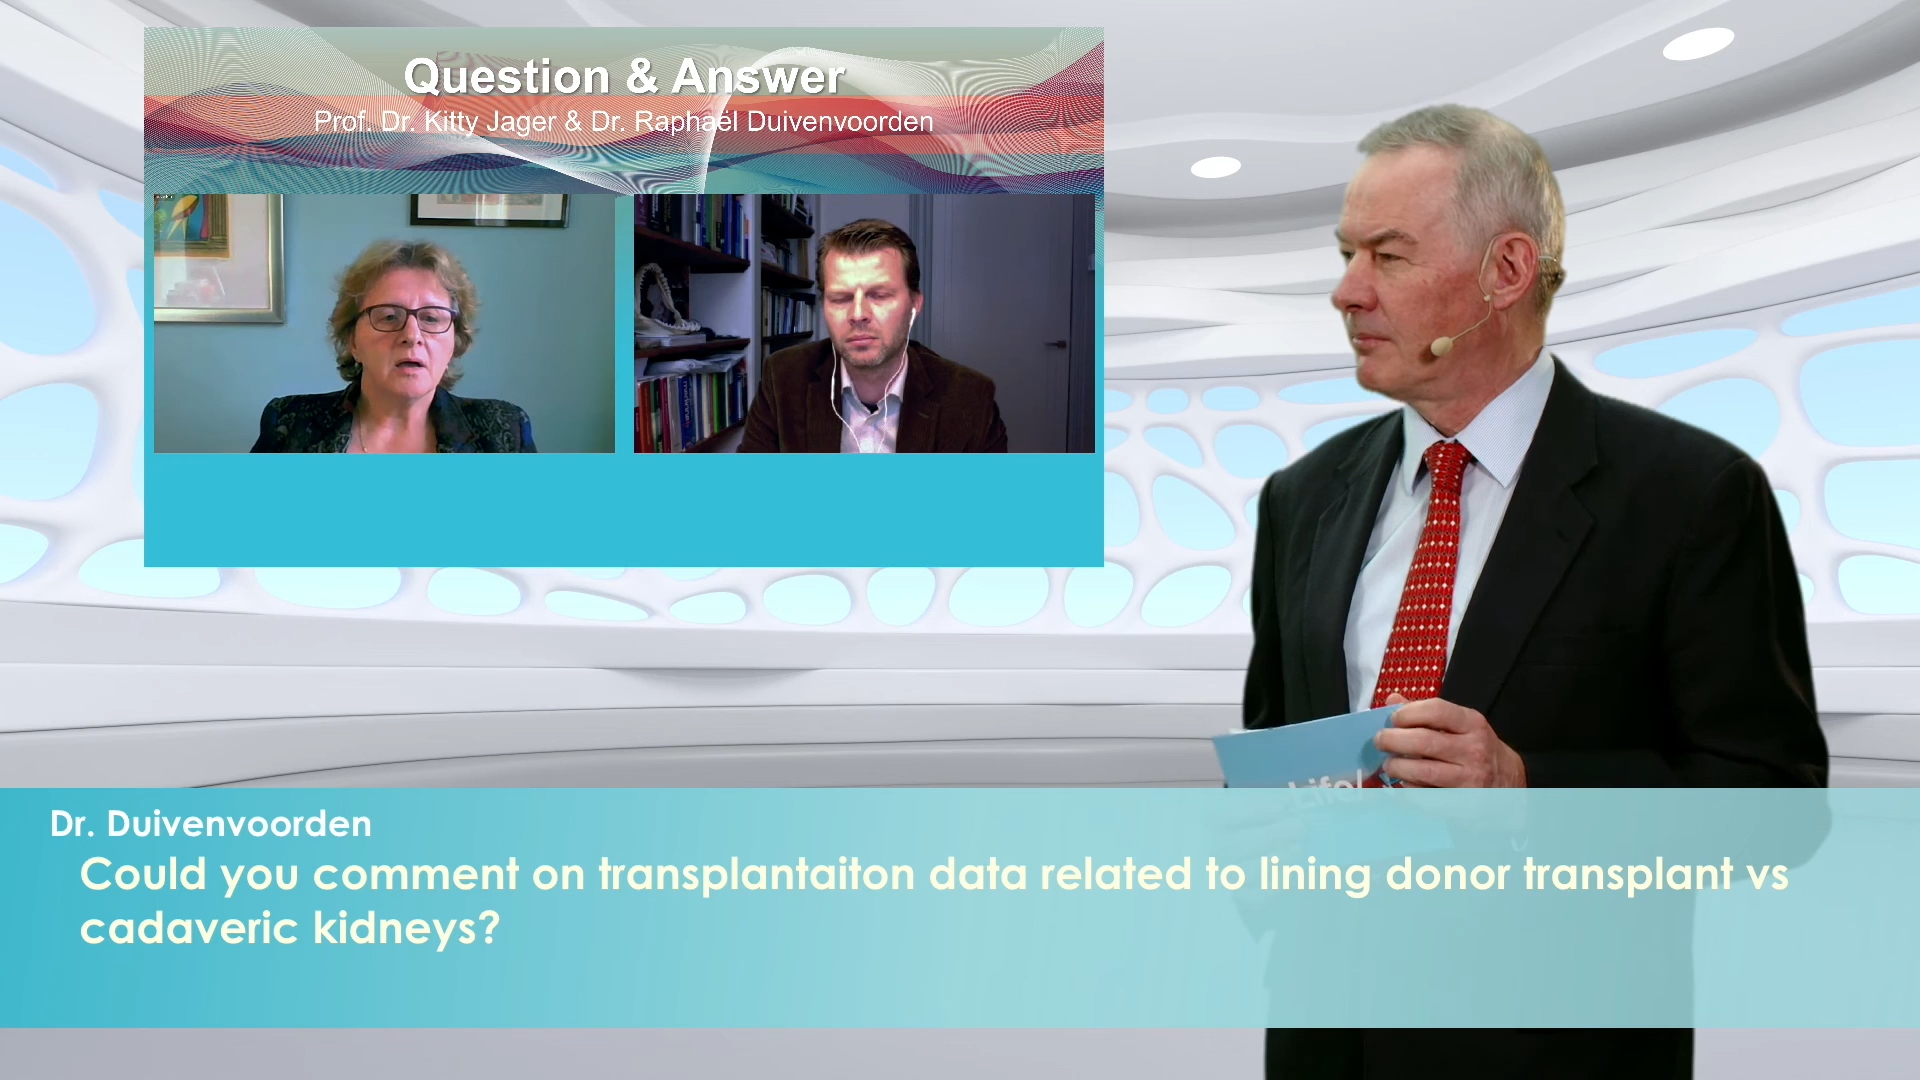 Question & Answer
Prof. Dr. Kitty Jager & Dr. Raphaël Duivenvoorden
Life/
Dr. Duivenvoorden
Could you comment on transplantaiton data related to lining donor transplant vs
cadaveric kidneys?